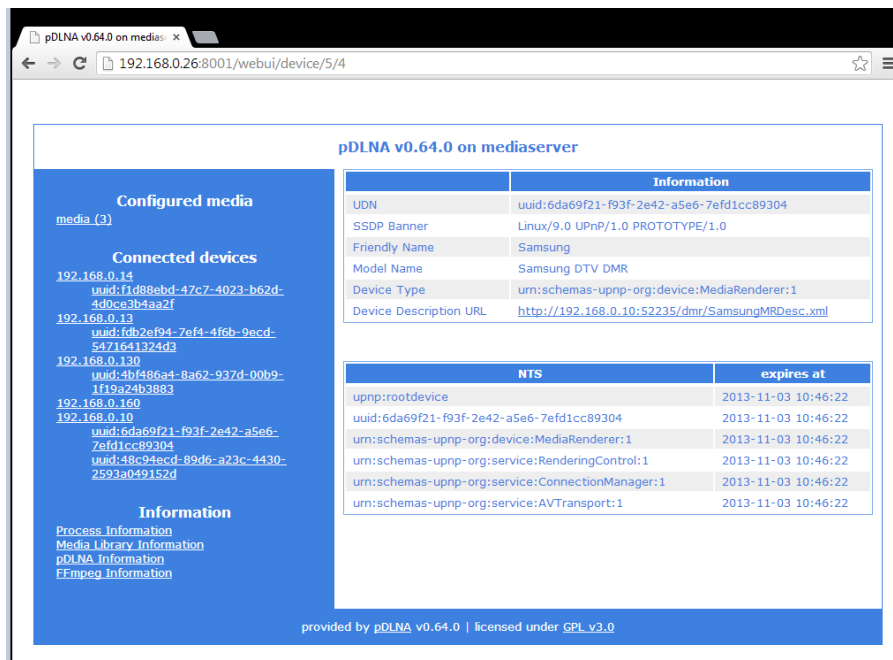 pDLNA v0.64.0 on medias
192.168.0.26:8001/webui/device/5/4
pDLNA v0.64.0 on mediaserver
Configured media
media (3)
Connected devices
192.168.0.14
uuid:f1d88ebd-47c7-4023-b62d-
4d0ce3b4aa2f
192.168.0.13
uuid:fdb2ef94-7ef4-4f6b-9ecd-
5471641324d3
192.168.0.130
uuid:4bf486a4-8a62-937d-00b9-
1f19a24b3883
192.168.0.160
192.168.0.10
uuid:6da69f21-f93f-2e42-a5e6-
7efd1cc89304
uuid:48c94ecd-89d6-a23c-4430-
2593a049152d
Information
Process Information
Media Library Information
pDLNA Information
FFmpeg Information
Information
UDN uuid:6da69f21-f93f-2e42-a5e6-7efd1cc89304
SSDP Banner Linux/9.0 UPnP/1.0 PROTOTYPE/1.0
Friendly Name Samsung
Model Name Samsung DTV DMR
Device Type urn:schemas-upnp-org:device:MediaRenderer:1
Device Description URL http://192.168.0.10:52235/dmr/SamsungMRDesc.xml
NTS expires at
upnp:rootdevice 2013-11-03 10:46:22
uuid:6da69f21-f93f-2e42-a5e6-7efd1cc89304 2013-11-03 10:46:22
urn:schemas-upnp-org:device:MediaRenderer:1 2013-11-03 10:46:22
urn:schemas-upnp-org:service:RenderingControl:1 2013-11-03 10:46:22
urn:schemas-upnp-org:service:ConnectionManager:1 2013-11-03 10:46:22
urn:schemas-upnp-org:service:AVTransport:1 2013-11-03 10:46:22
provided by pDLNA v0.64.0 | licensed under GPL v3.0